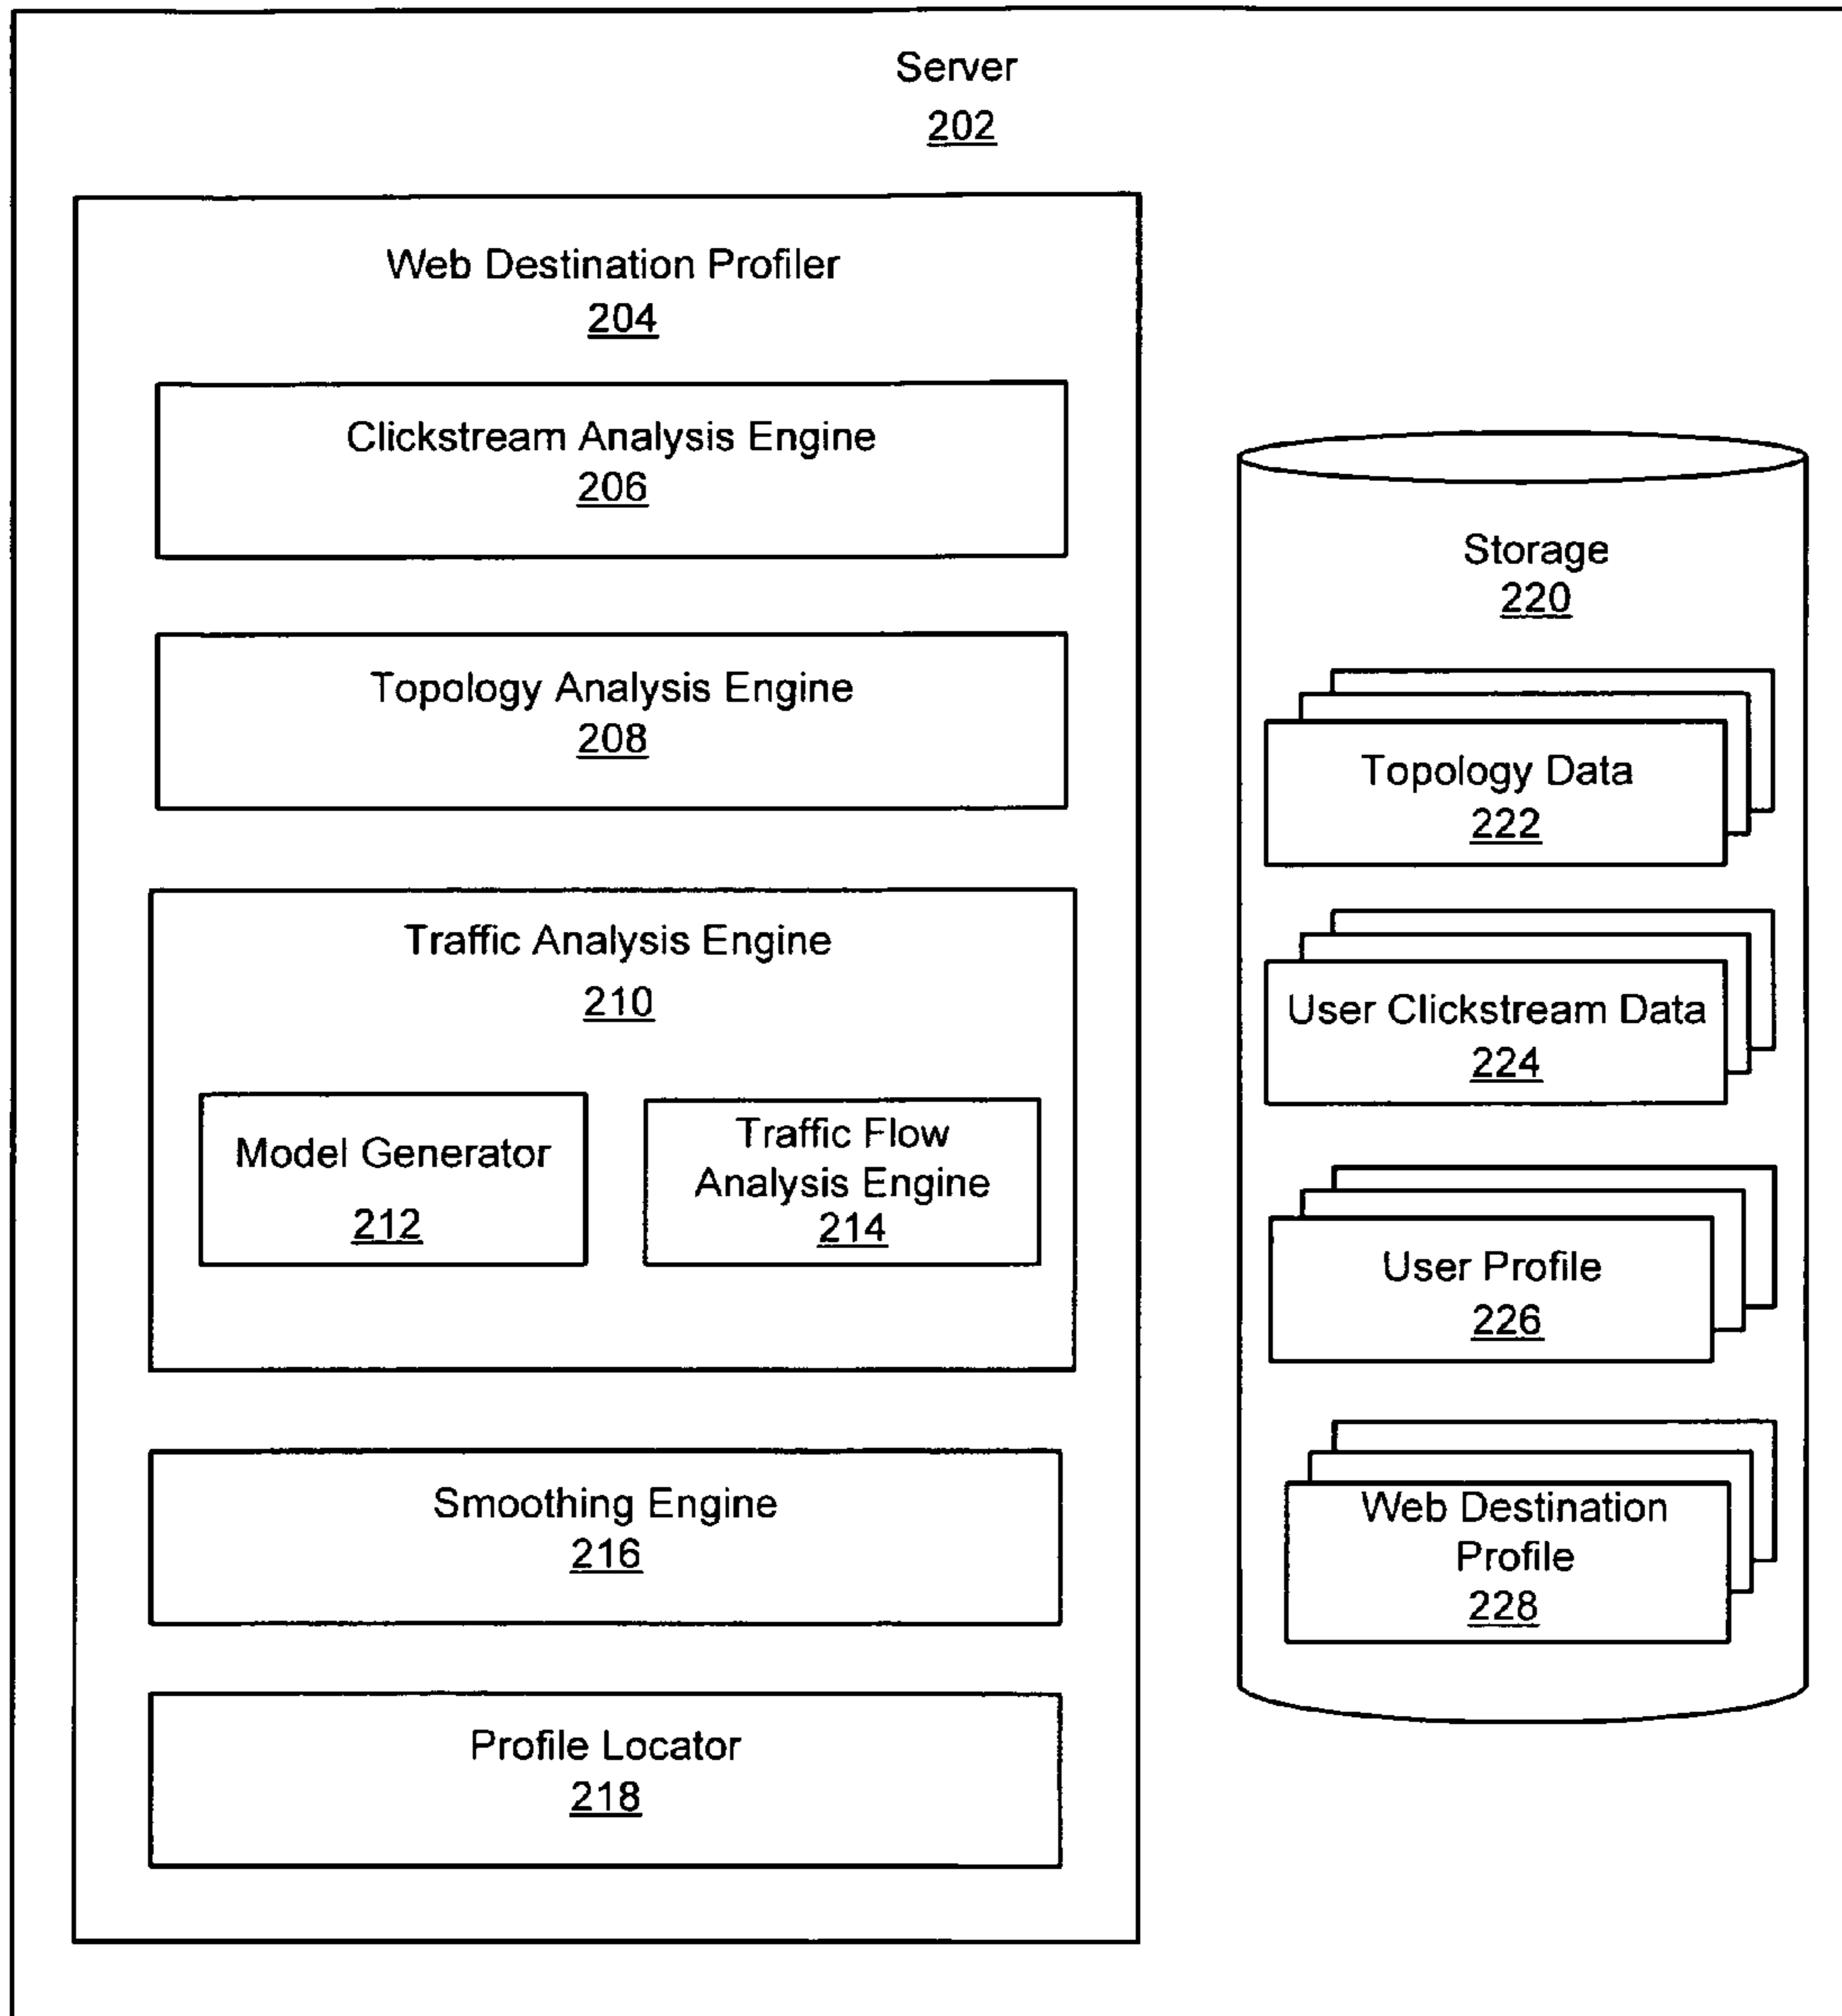 Server
202
Web Destination Profiler
204
Clickstream Analysis Engine
206
Topology Analysis Engine
208
Traffic Analysis Engine
210
Model Generator
212
Traffic Flow
Analysis Engine
214
Smoothing Engine
216
Profile Locator
218
Storage
220
Topology Data
222
User Clickstream Data
224
User Profile
226
Web Destination
Profile
228